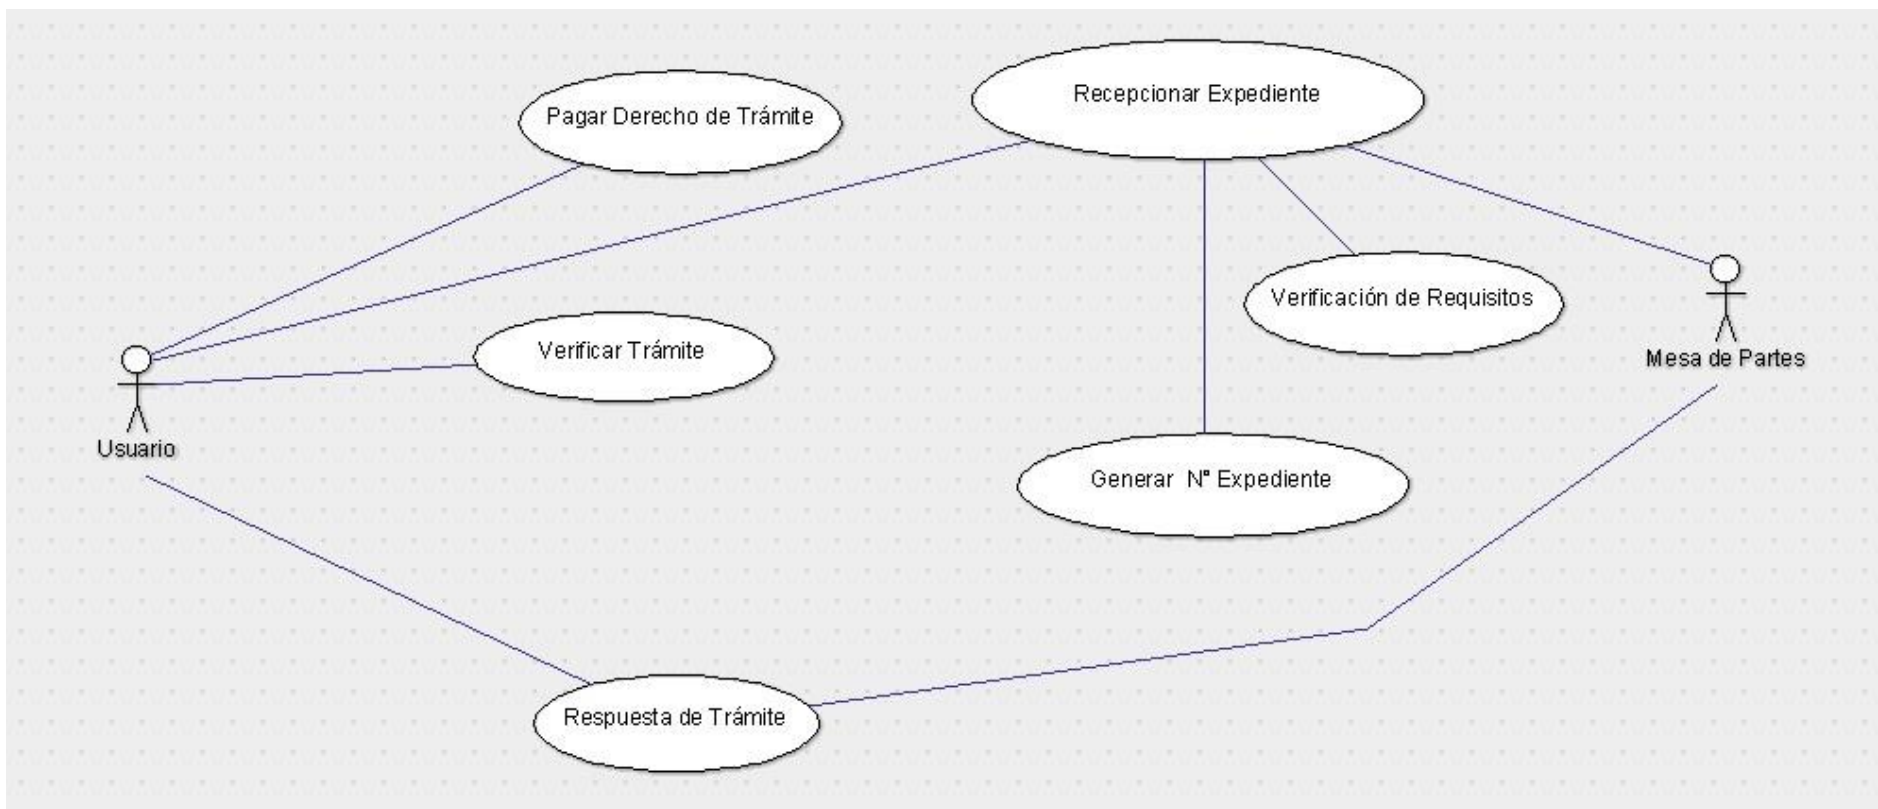 Recepcionar Expediente
Pagar Derecho de Trámite
Verificación de Requisitos
Verificar Trámite
Mesa de Partes
Usuario
Generar N° Expediente
Respuesta de Trámite